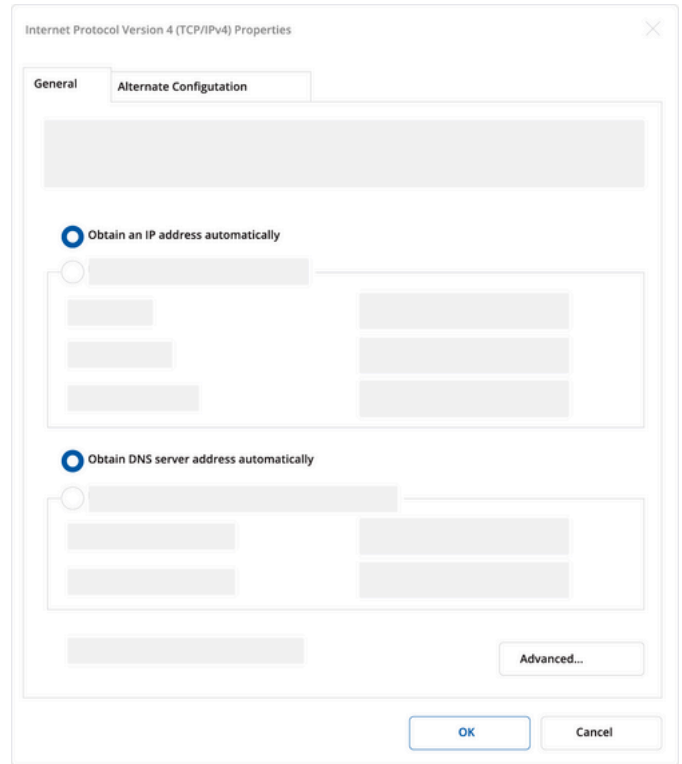 Internet Protocol Version 4 (TCP/IPv4) Properties
General
Alternate Configutation
Obtain an IP address automatically
Obtain DNS server address automatically
Advanced...
OK
Cancel